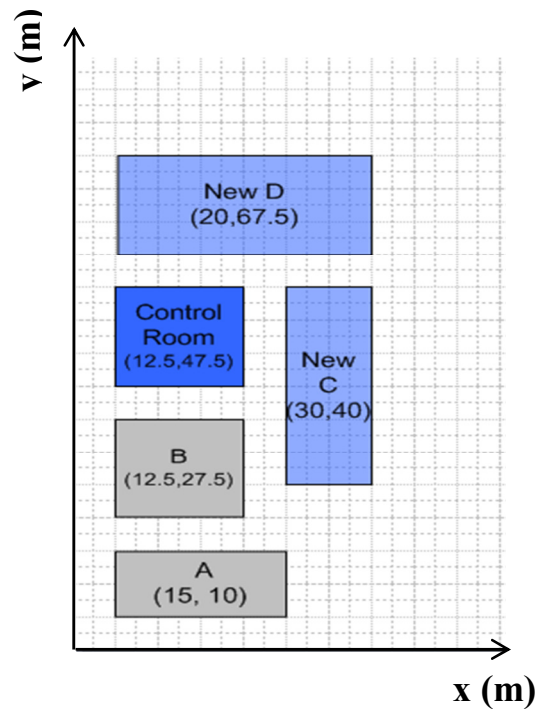 y (m)
New D
(20,67.5)
Control
Room
(12.5,47.5)
New
C
(30,40)
B
(12.5,27.5)
A
(15, 10)
x (m)